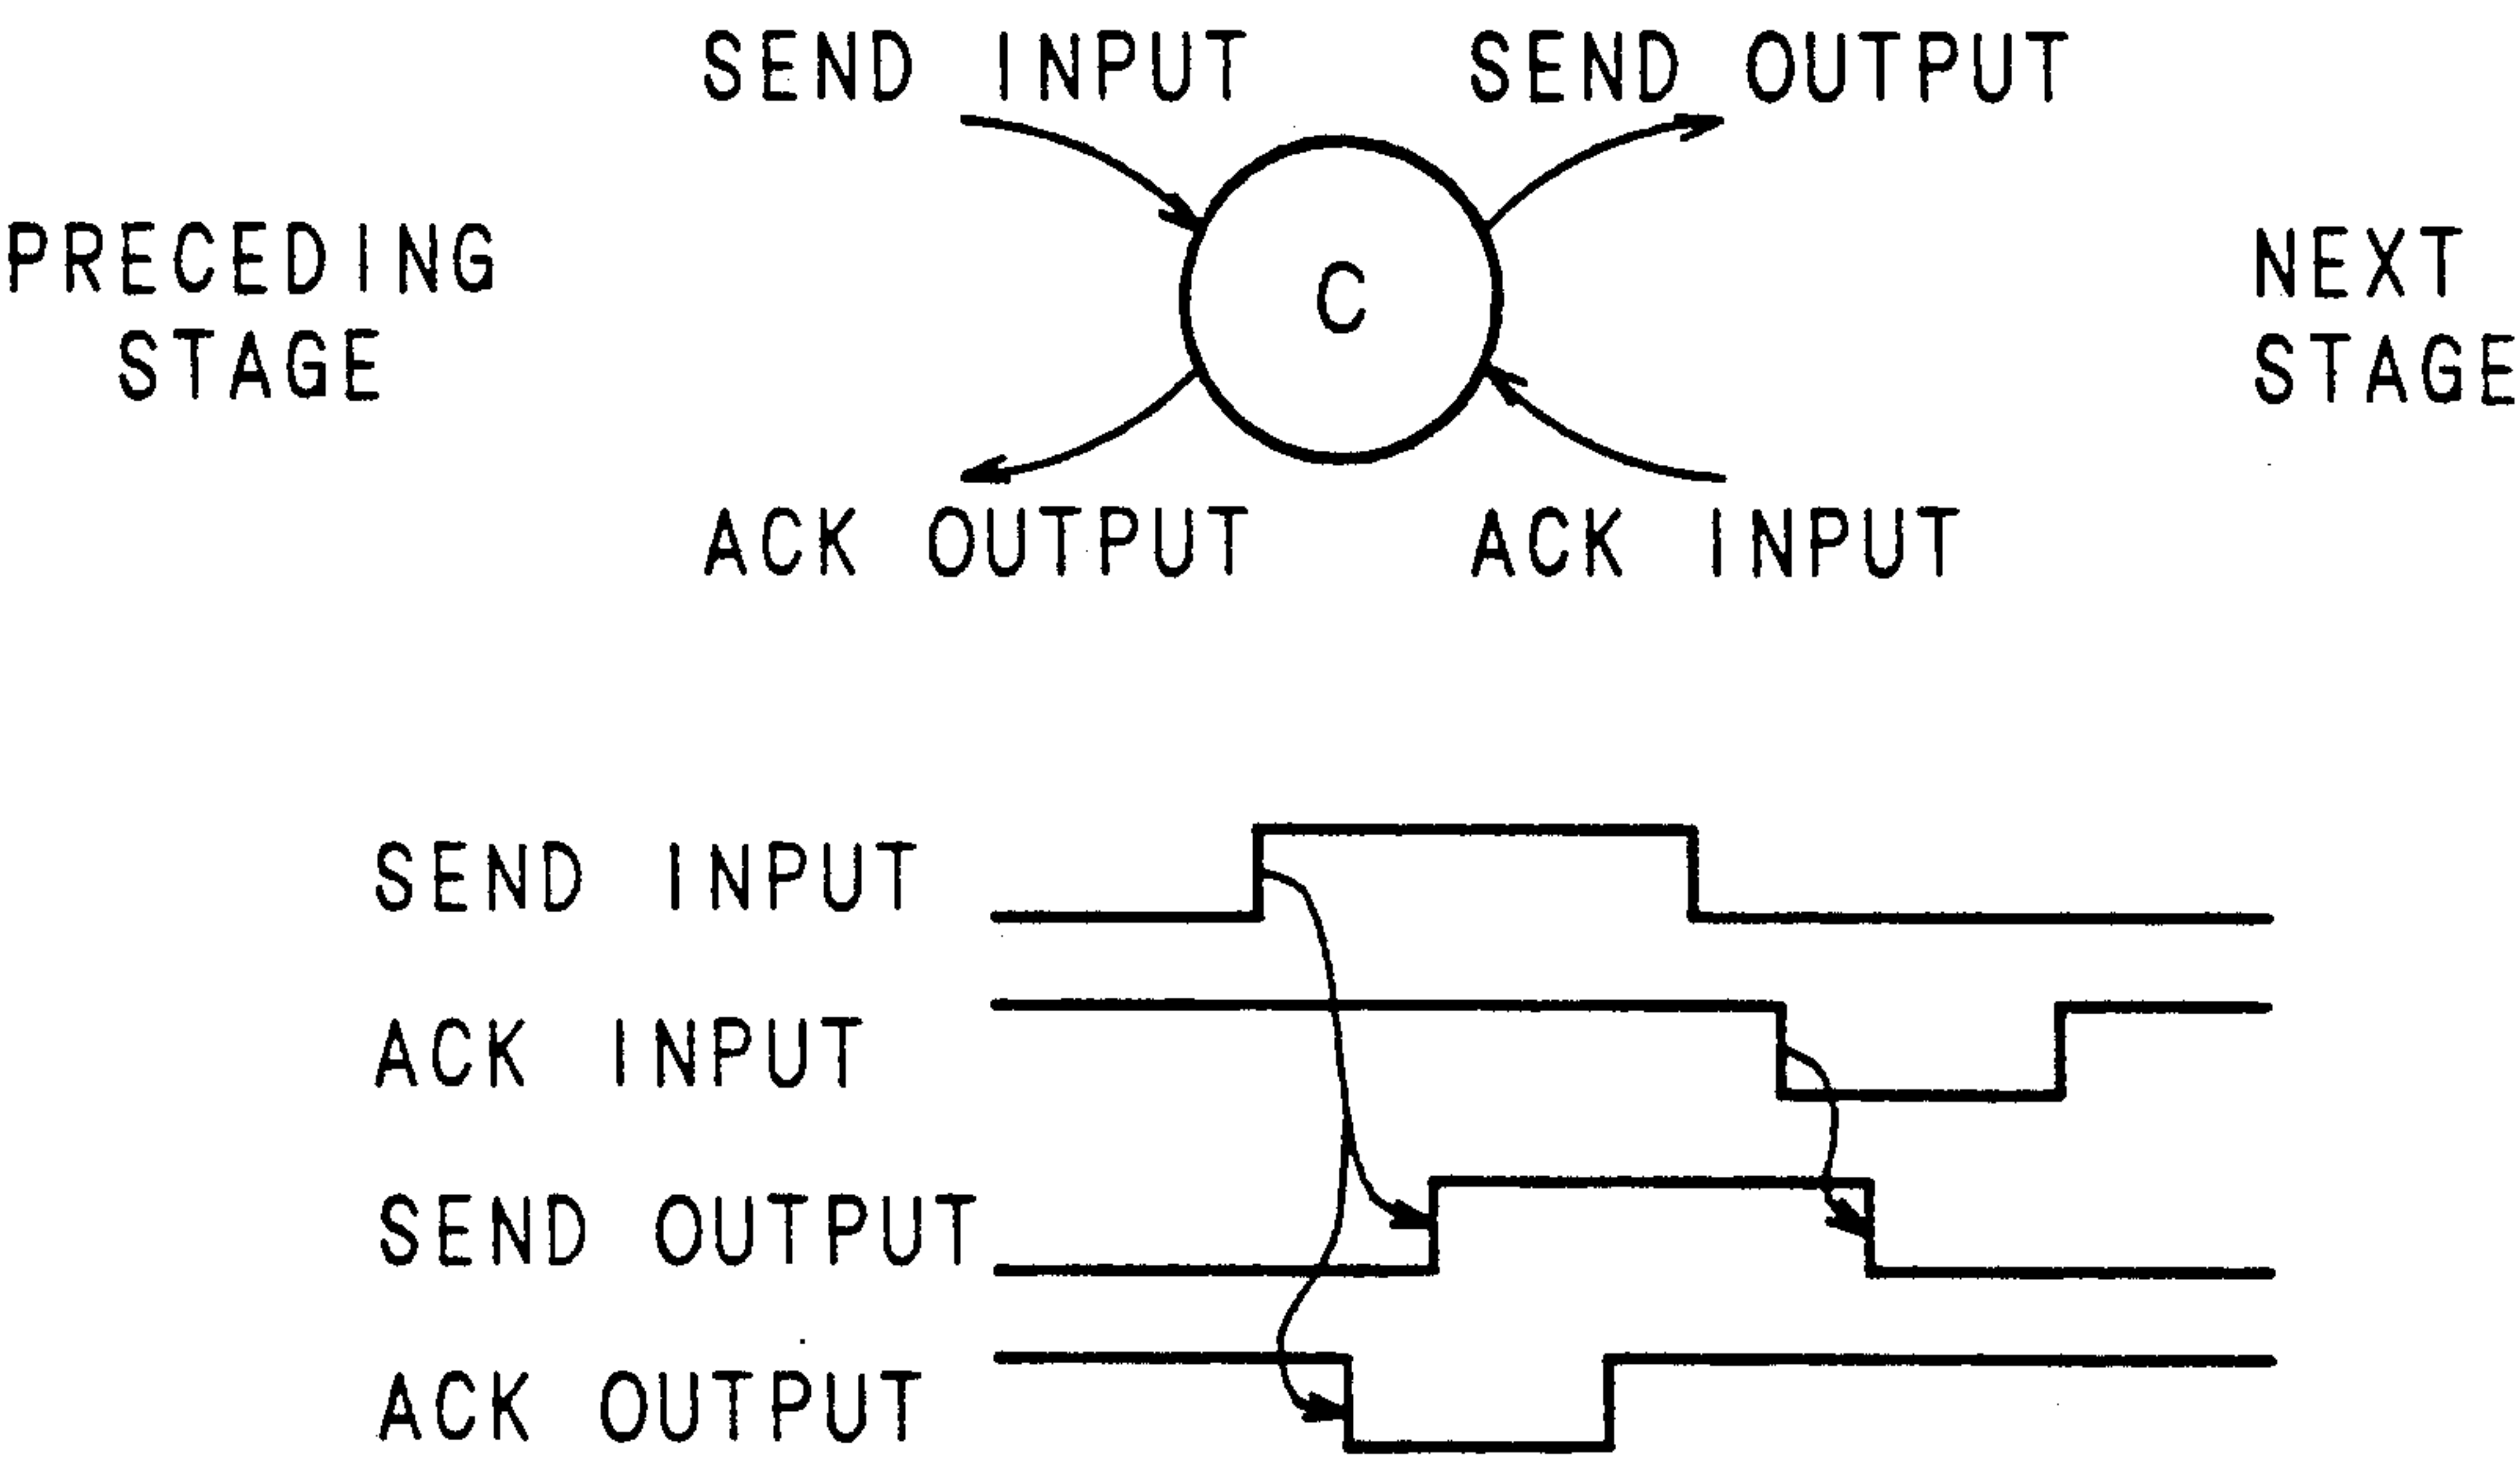 SEND INPUT
SEND OUTPUT
PRECEDING
STAGE
C
NEXT
STAGE
ACK OUTPUT
ACK INPUT
SEND INPUT
ACK INPUT
SEND OUTPUT
ACK OUTPUT